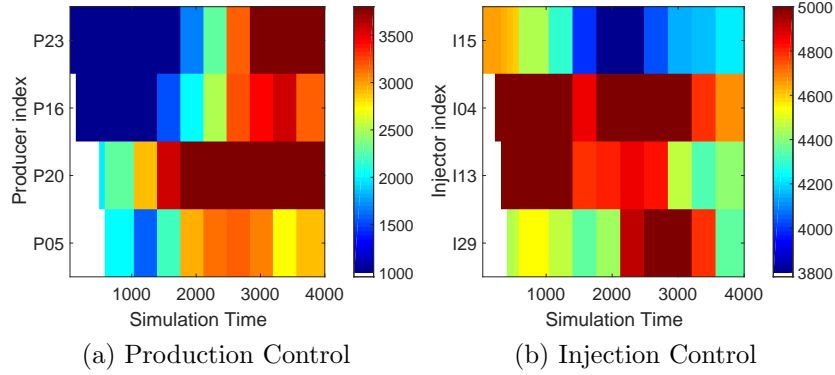 P23
P16
P20
P05
Producer index
1000 2000 3000 4000
Simulation Time
3500
3000
2500
2000
1500
1000
(a) Production Control
I15
I04
I13
I29
Injector index
1000 2000 3000 4000
Simulation Time
5000
4800
4600
4400
4200
4000
3800
(b) Injection Control